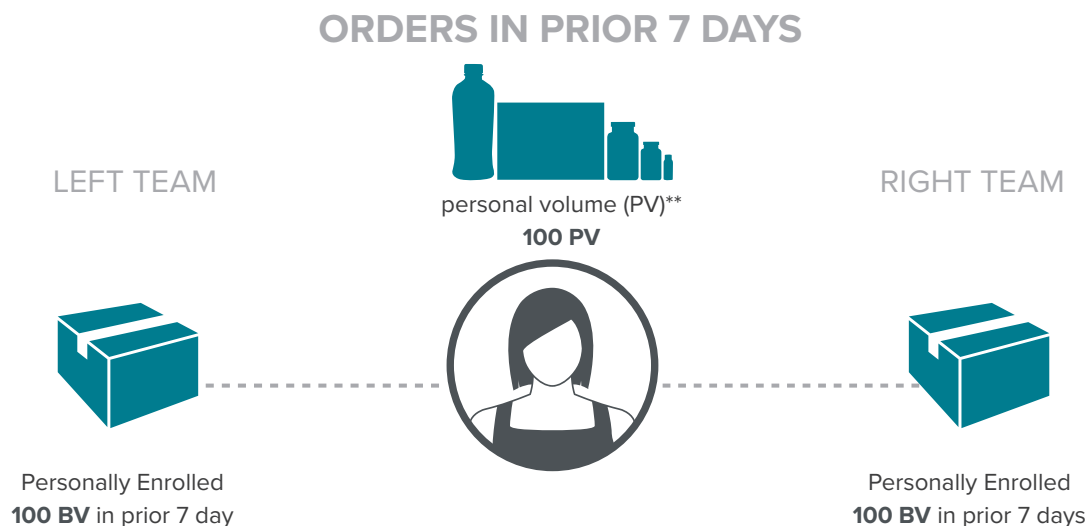 ORDERS IN PRIOR 7 DAYS
LEFT TEAM
personal volume (PV)**
100 PV
RIGHT TEAM
Personally Enrolled
100 BV in prior 7 day
Personally Enrolled
100 BV in prior 7 days